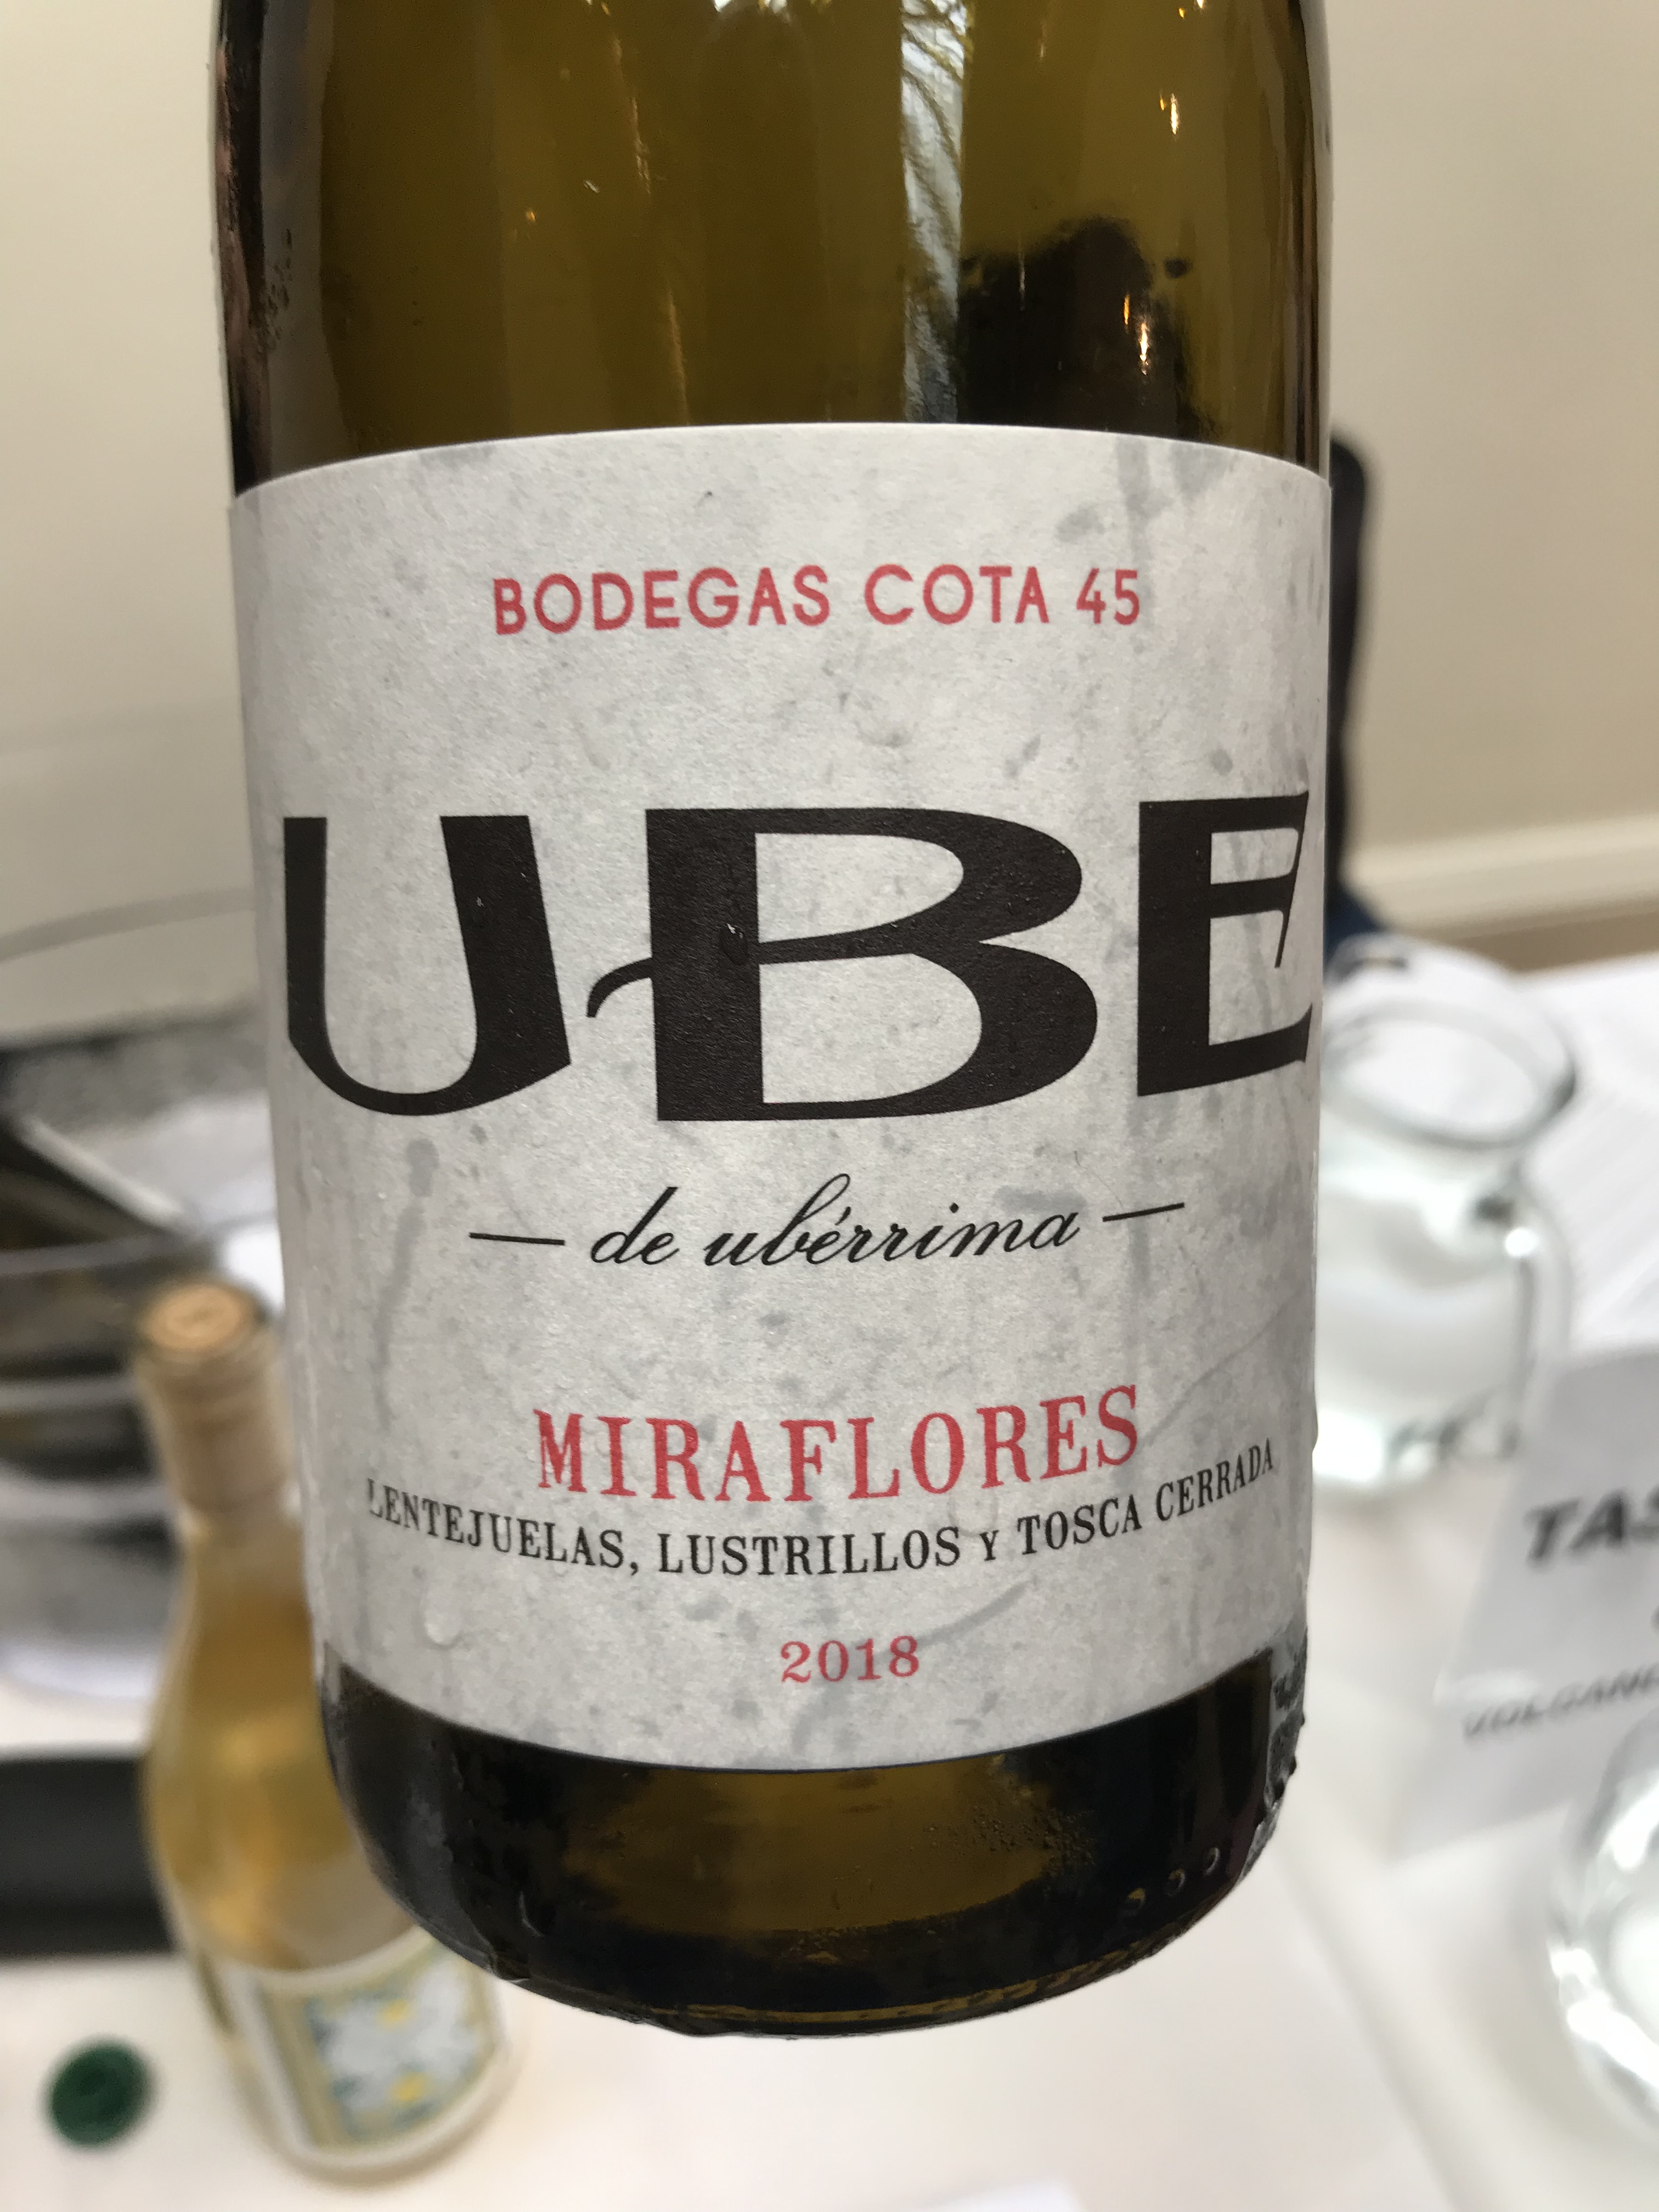 BODEGAS COTA 45
UBE
— de ubérrima —
MIRAFLORES
LENTEJUELAS, LUSTRILLOS Y TOSCA CERRADA
2018